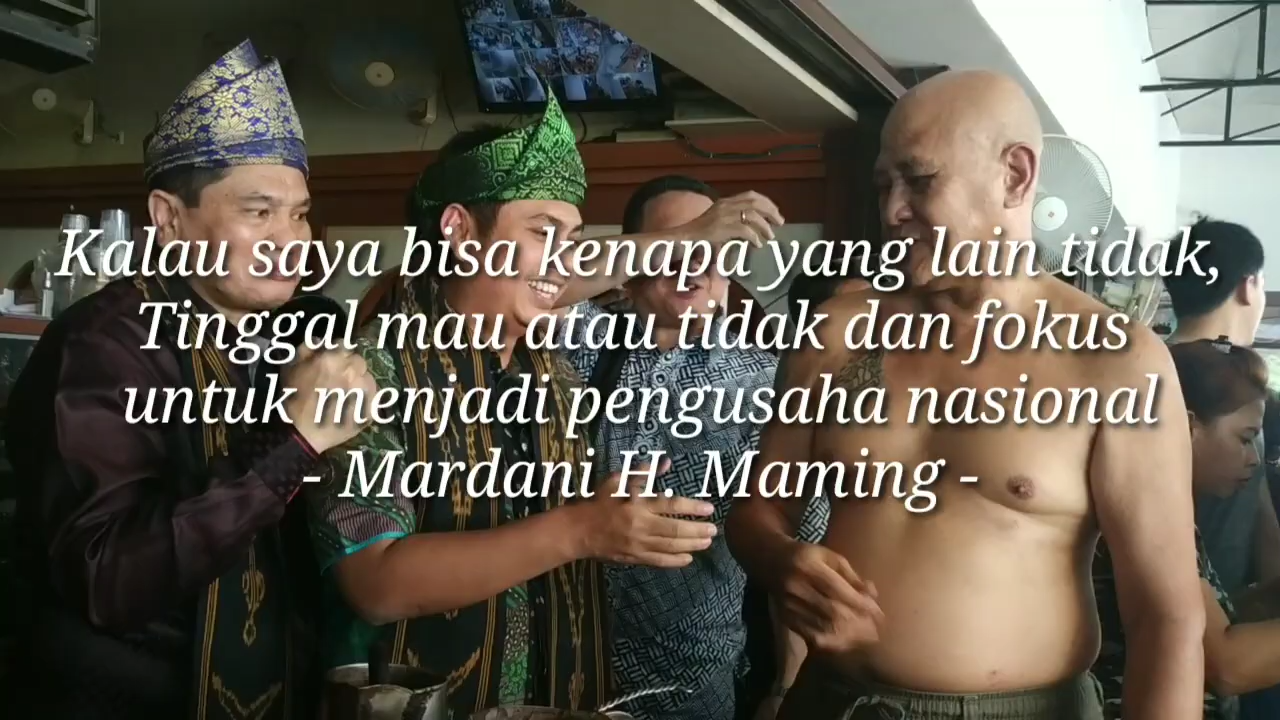 Kalau saya bisa kenapa yang lain tidak,
Tinggal mau atau tidak dan fokus
untuk menjadi pengusaha nasional
- Mardani H. Maming -